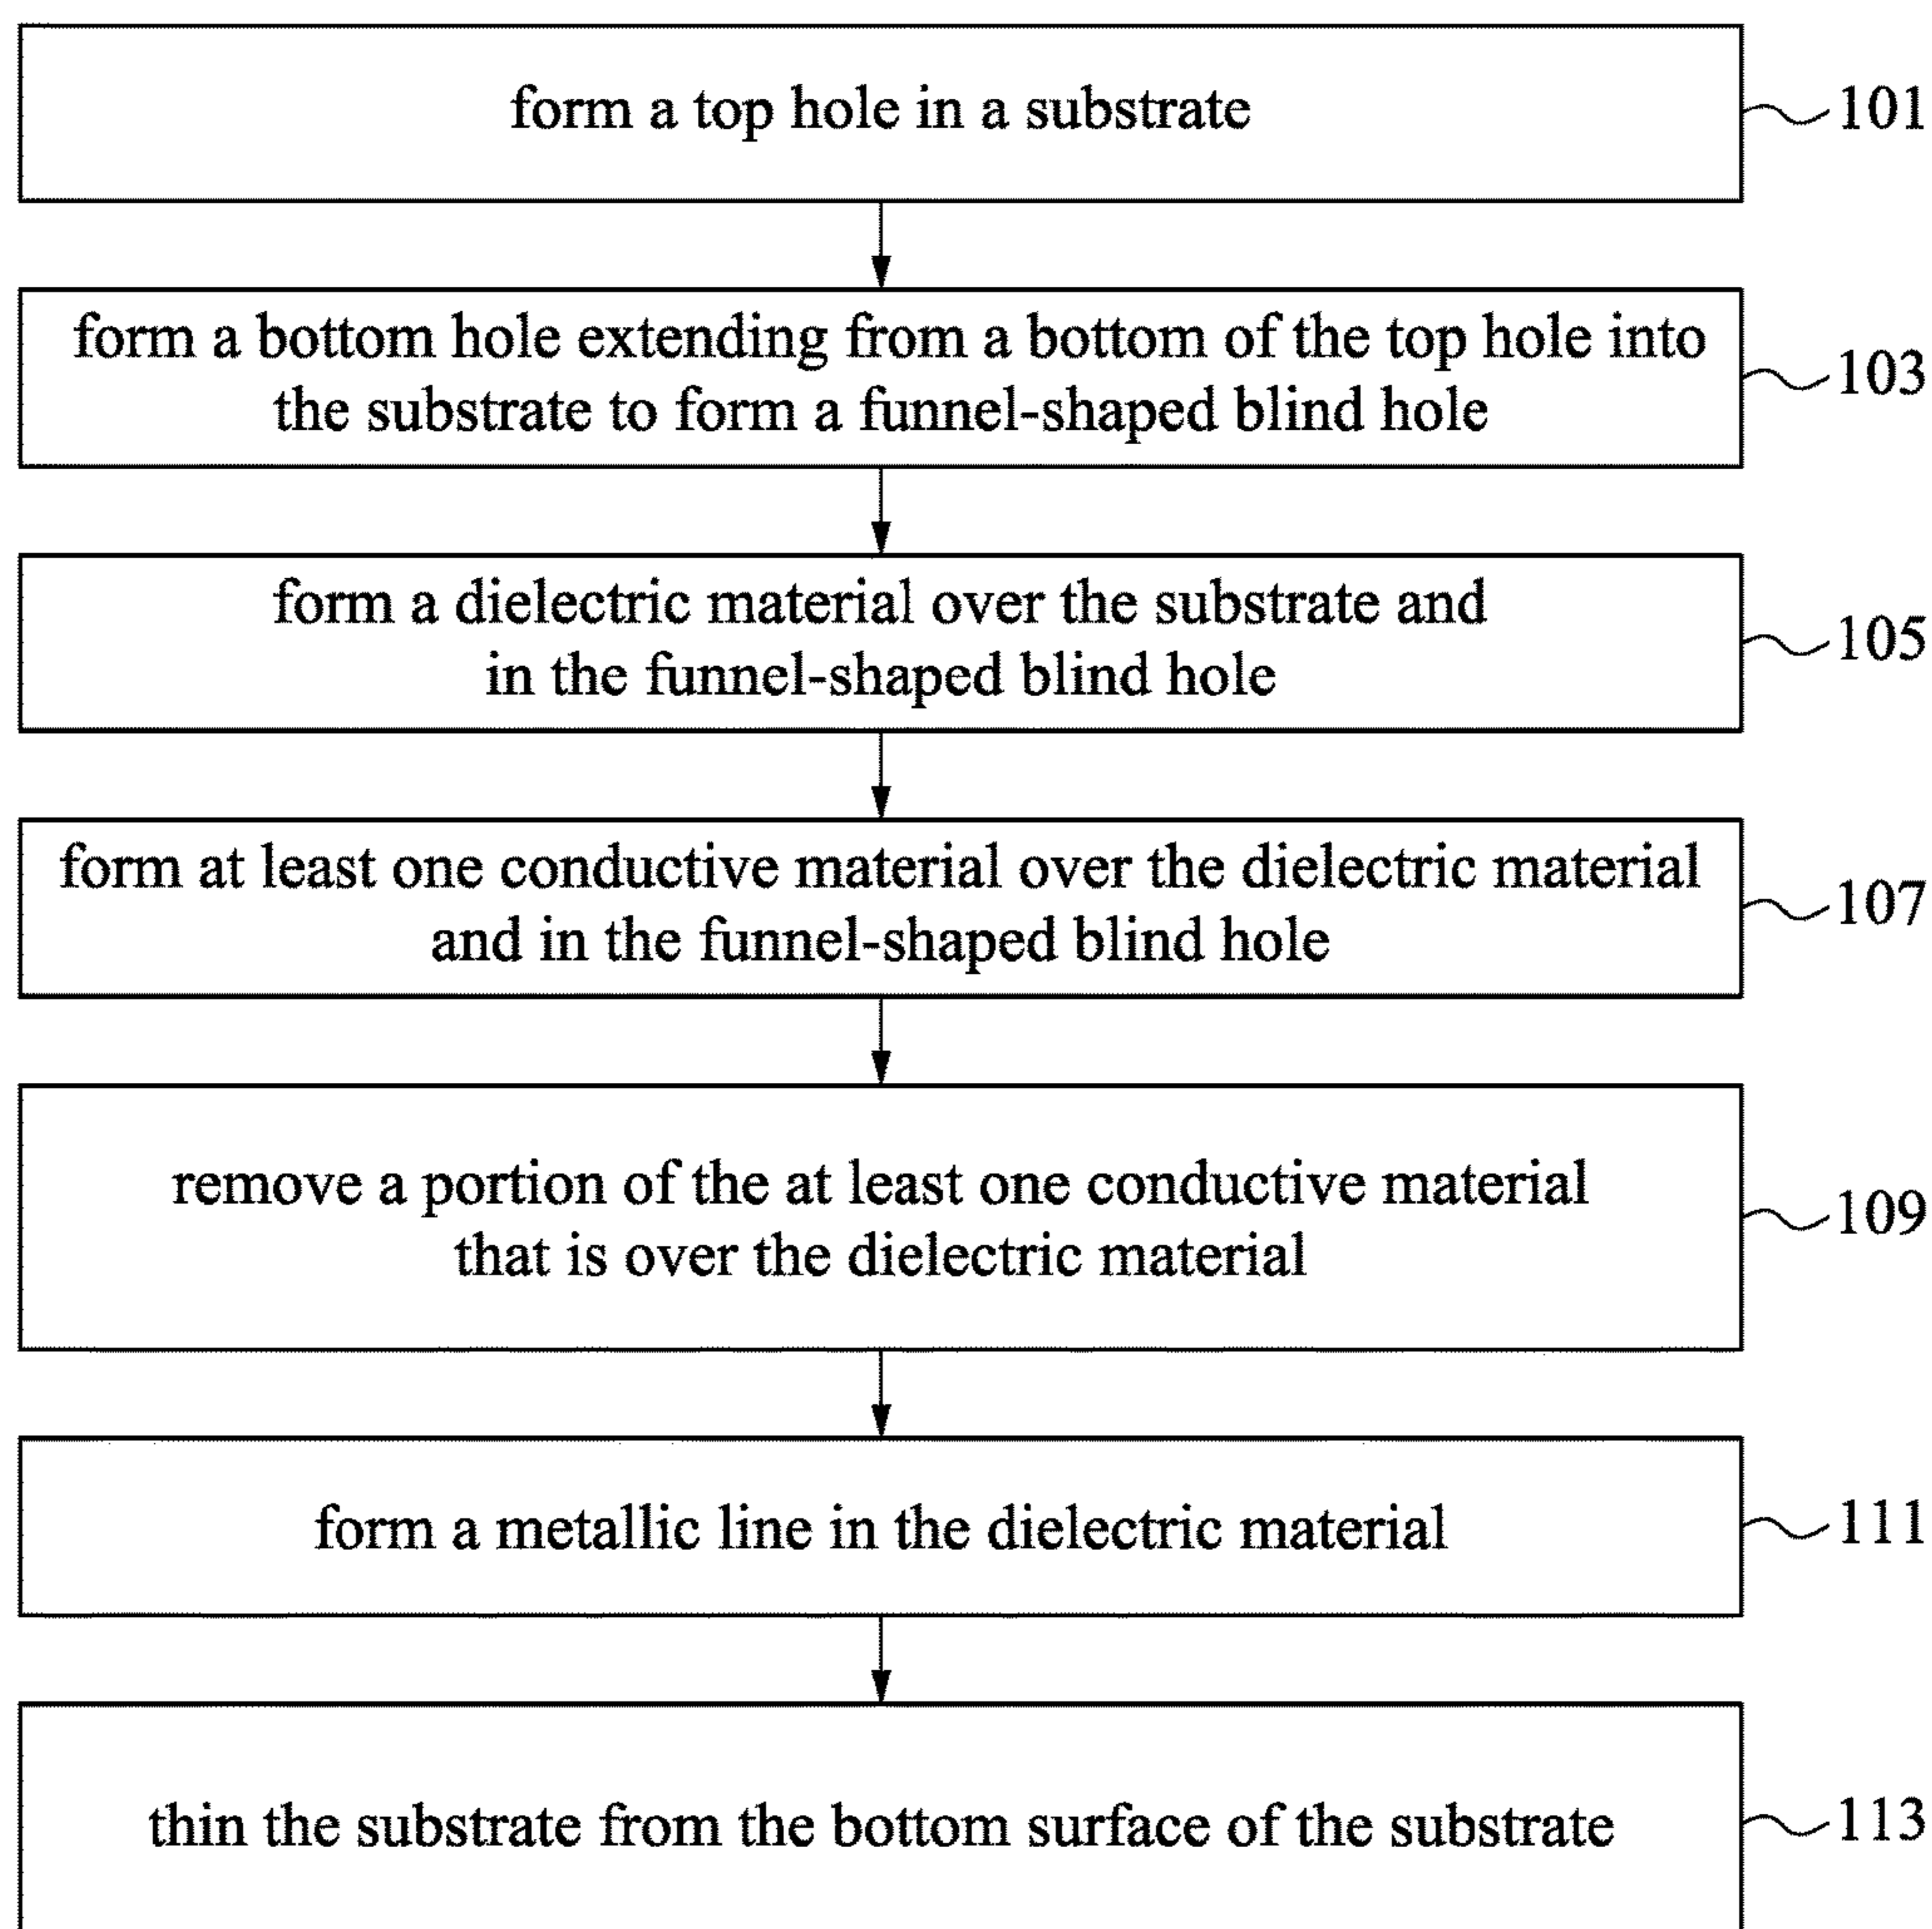 form a top hole in a substrate
101
form a bottom hole extending from a bottom of the top hole into
the substrate to form a funnel-shaped blind hole
103
form a dielectric material over the substrate and
in the funnel-shaped blind hole
105
form at least one conductive material over the dielectric material
and in the funnel-shaped blind hole
107
remove a portion of the at least one conductive material
that is over the dielectric material
109
form a metallic line in the dielectric material
111
thin the substrate from the bottom surface of the substrate
113